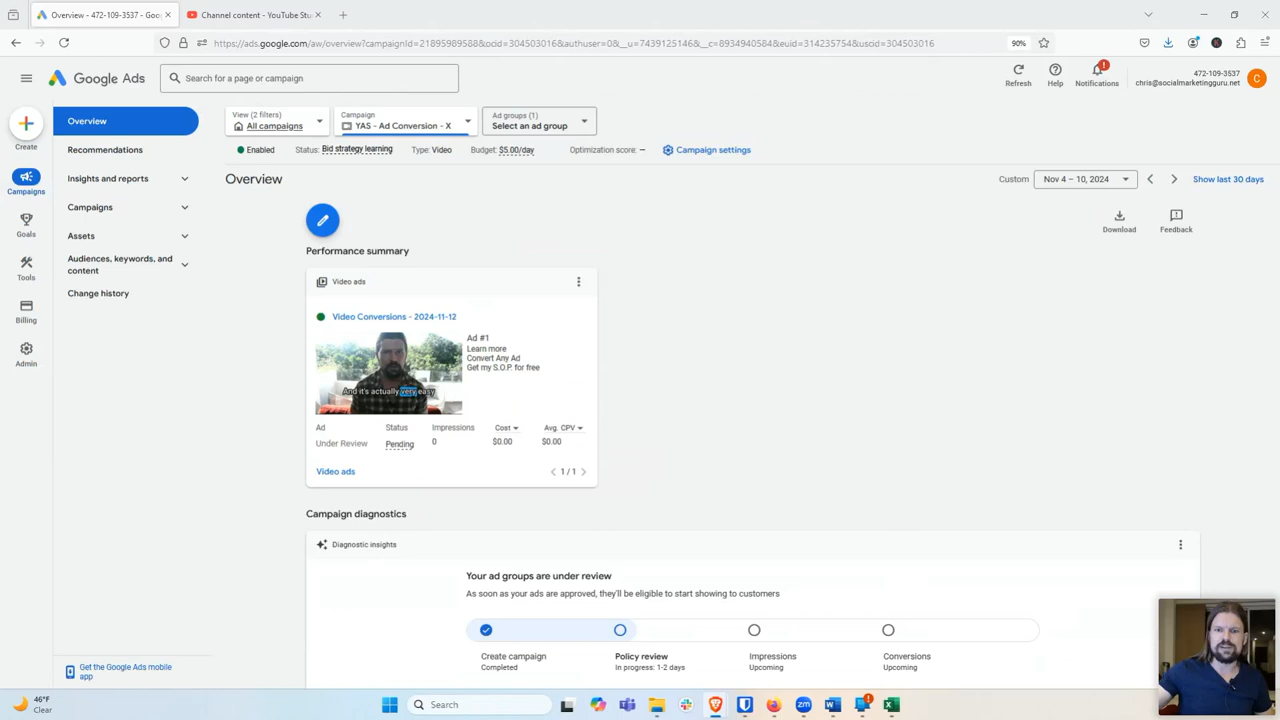 Overview - 472-109-3537 - Goo
Channel content - YouTube Stu
https://ads.google.com/aw/overview?campaignId=21895989588&ocid=304503016&authuser=0&__u=7439125146&__c=8934940584&euid=314235754&uscid=304503016
90%
Google Ads
Search for a page or campaign
Refresh
Help
1
Notifications
472-109-3537
chris@socialmarketingguru.net
C
Create
Campaigns
Goals
Tools
Billing
Admin
Overview
Recommendations
Insights and reports
Campaigns
Assets
Audiences, keywords, and
content
Change history
Get the Google Ads mobile
app
View (2 filters)
All campaigns
Campaign
YAS - Ad Conversion - X
Ad groups (1)
Select an ad group
Enabled
Status: Bid strategy learning
Type: Video
Budget: $5.00/day
Optimization score: –
Campaign settings
Overview
Custom
Nov 4 – 10, 2024
Show last 30 days
Download
Feedback
Performance summary
Video ads
Video Conversions - 2024-11-12
And it's actually very easy
Ad #1
Learn more
Convert Any Ad
Get my S.O.P. for free
Ad Status Impressions Cost Avg. CPV
Under Review Pending 0 $0.00 $0.00
Video ads
1 / 1
Campaign diagnostics
Diagnostic insights
Your ad groups are under review
As soon as your ads are approved, they'll be eligible to start showing to customers
Create campaign
Completed
Policy review
In progress: 1-2 days
Impressions
Upcoming
Conversions
Upcoming
46°F
Clear
Search